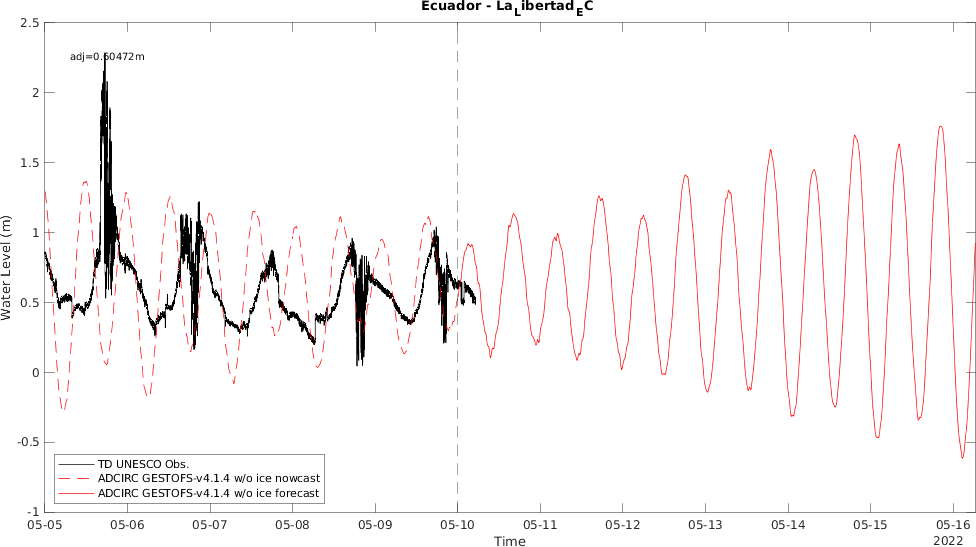 Ecuador - LaLibertadEC
adj=0.60472m
2.5
2
1.5
1
0.5
0
-0.5
-1
Water Level (m)
TD UNESCO Obs.
ADCIRC GESTOFS-v4.1.4 w/o ice nowcast
ADCIRC GESTOFS-v4.1.4 w/o ice forecast
05-05 05-06 05-07 05-08 05-09 05-10 05-11 05-12 05-13 05-14 05-15 05-16
Time
2022